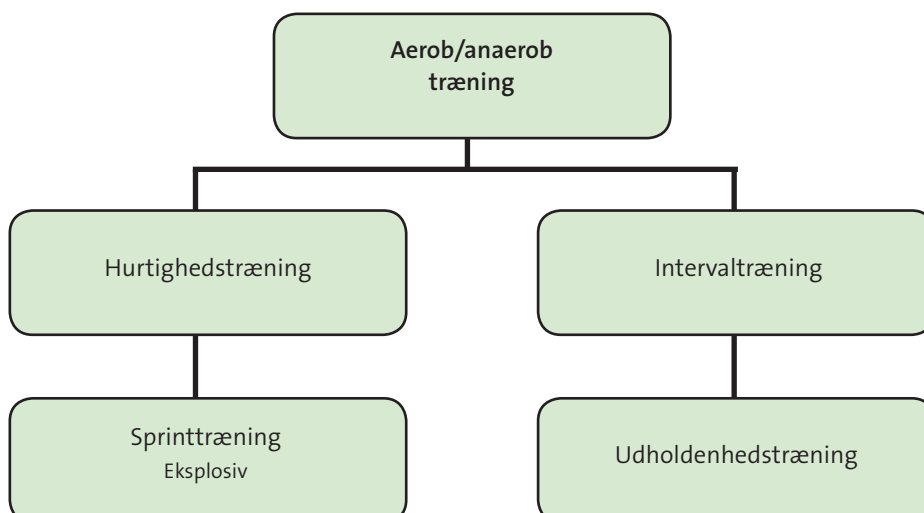 Aerob/anaerob
træning
Hurtighedstræning
Intervaltræning
Sprinttræning
Eksplosiv
Udholdenhedstræning